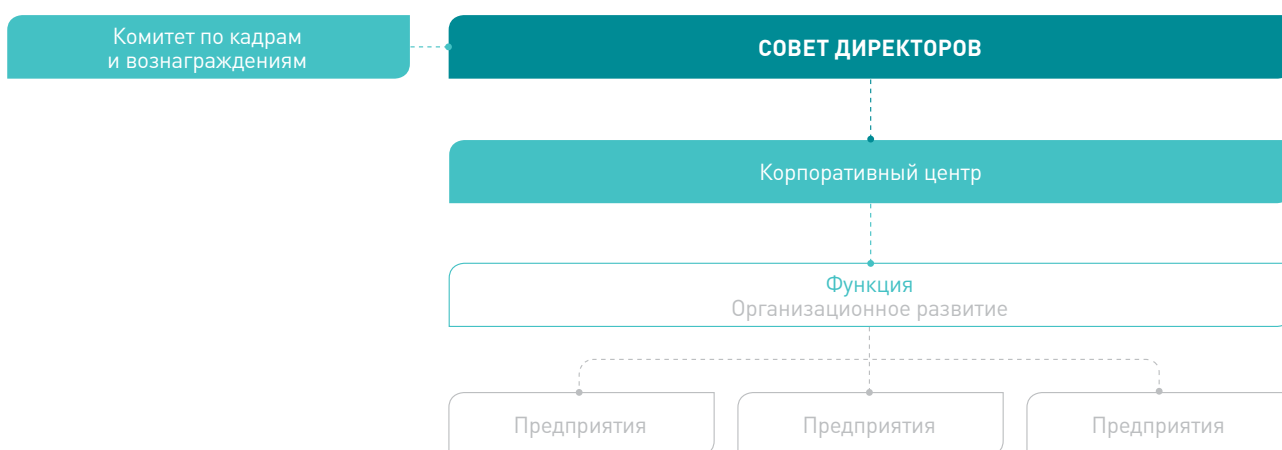 Комитет по кадрам
и вознаграждениям
СОВЕТ ДИРЕКТОРОВ
Корпоративный центр
Функция
Организационное развитие
Предприятия
Предприятия
Предприятия